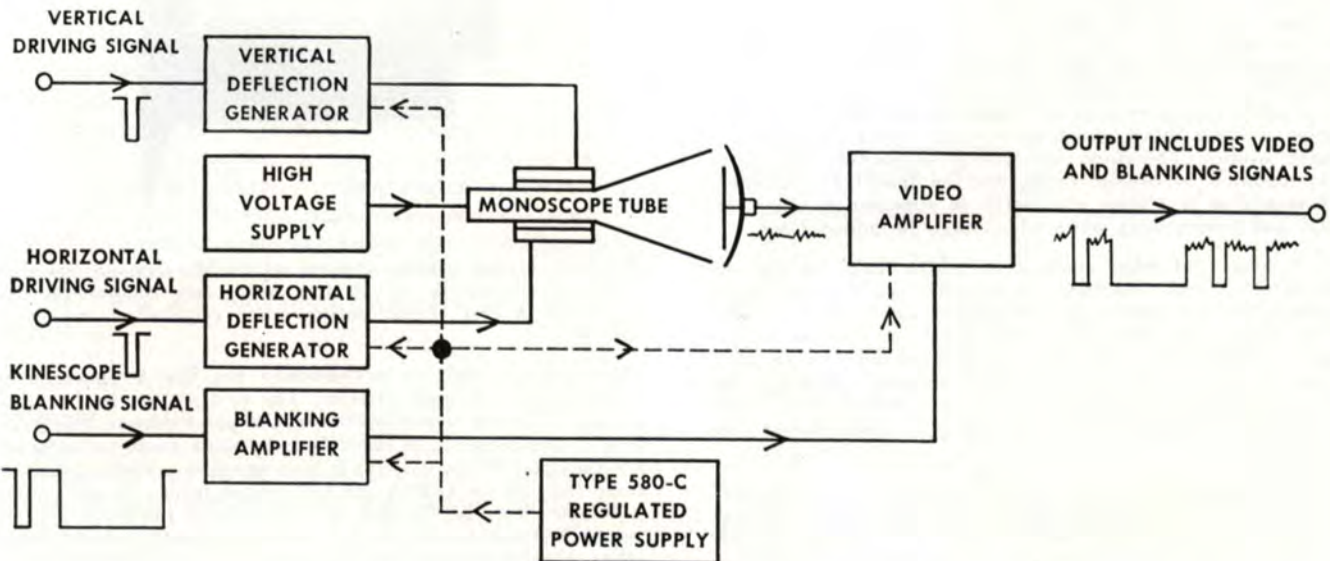 VERTICAL
DRIVING SIGNAL
VERTICAL
DEFLECTION
GENERATOR
HIGH
VOLTAGE
SUPPLY
MONOSCOPE TUBE
VIDEO
AMPLIFIER
OUTPUT INCLUDES VIDEO
AND BLANKING SIGNALS
HORIZONTAL
DRIVING SIGNAL
HORIZONTAL
DEFLECTION
GENERATOR
KINESCOPE
BLANKING SIGNAL
BLANKING
AMPLIFIER
TYPE 580-C
REGULATED
POWER SUPPLY